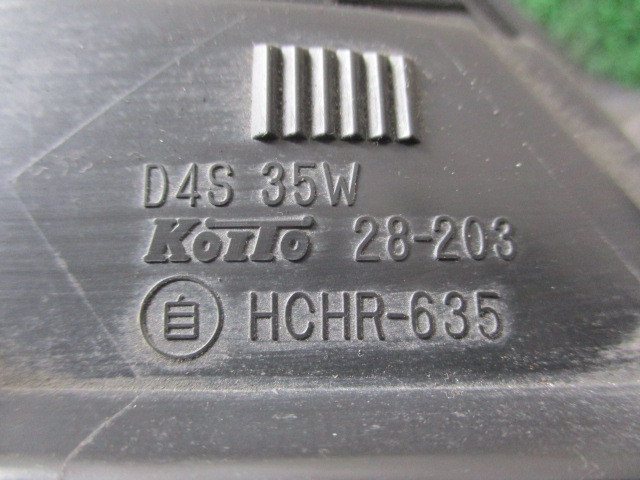 D4S 35W
KOITO 28-203
自 HCHR-635